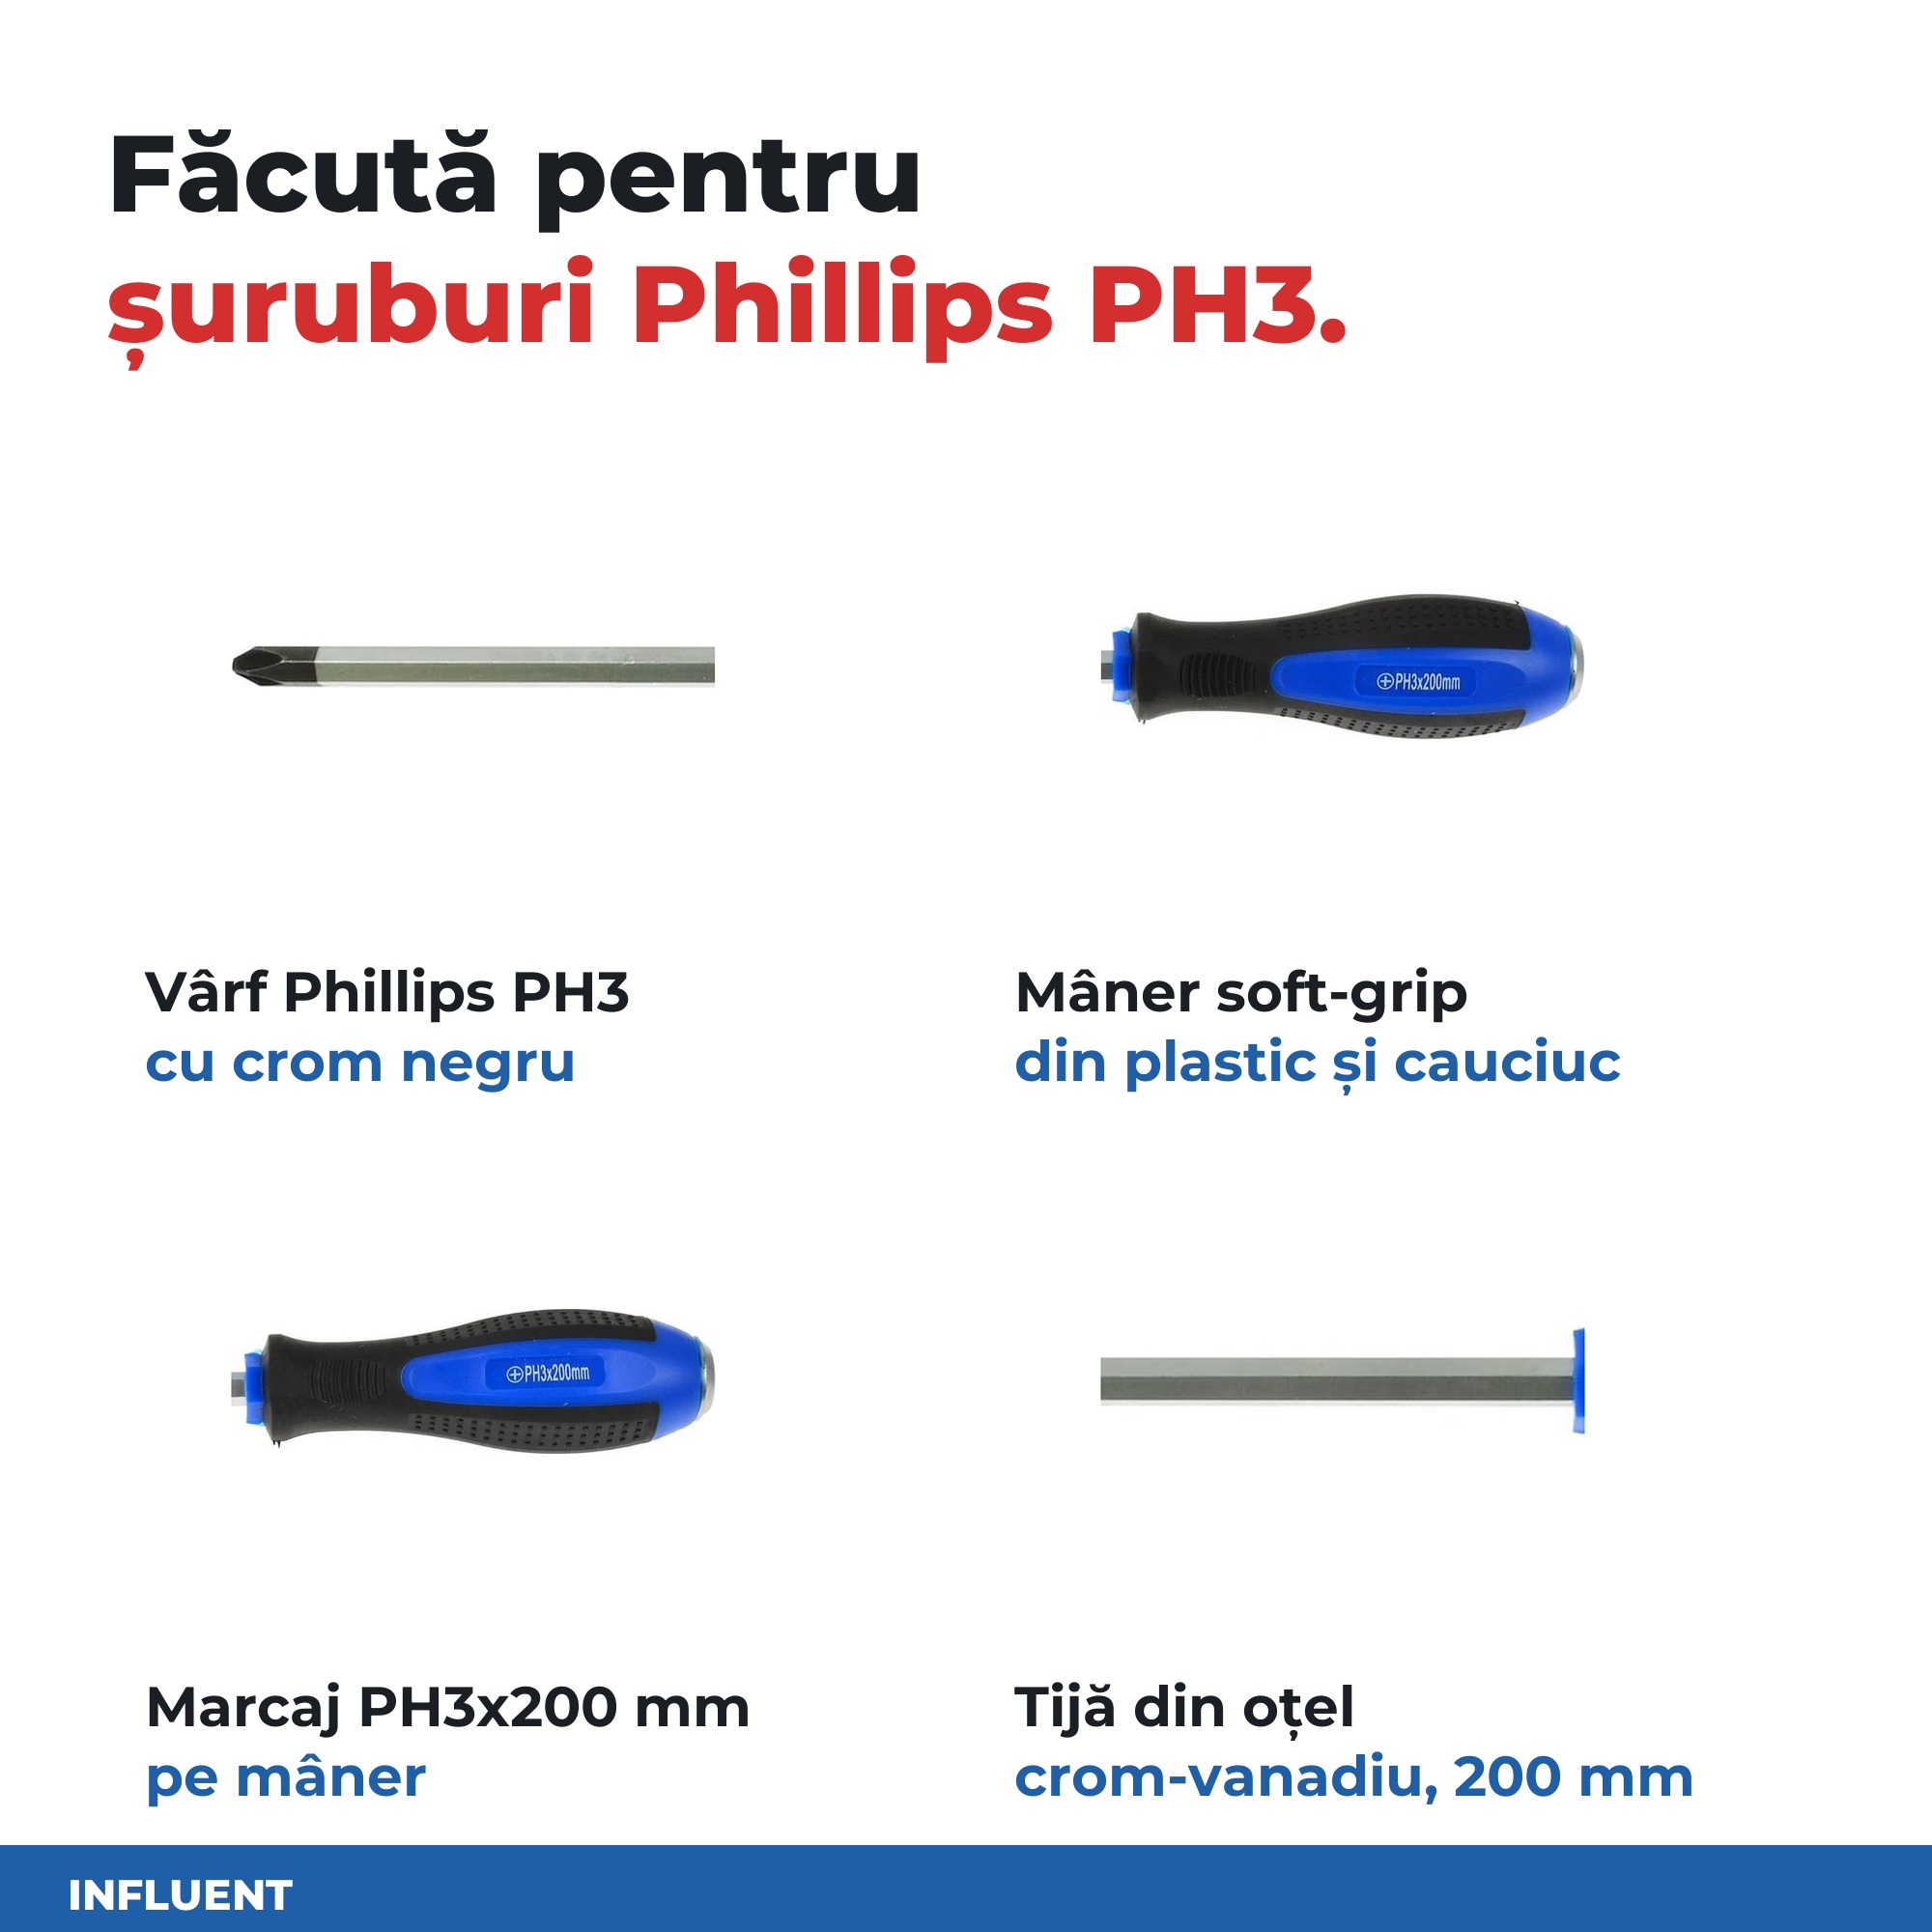 Făcută pentru
șuruburi Phillips PH3.
PH3x200mm
Vârf Phillips PH3
cu crom negru
Mâner soft-grip
din plastic și cauciuc
PH3x200mm
Marcaj PH3x200 mm
pe mâner
Tijă din oțel
crom-vanadiu, 200 mm
INFLUENT